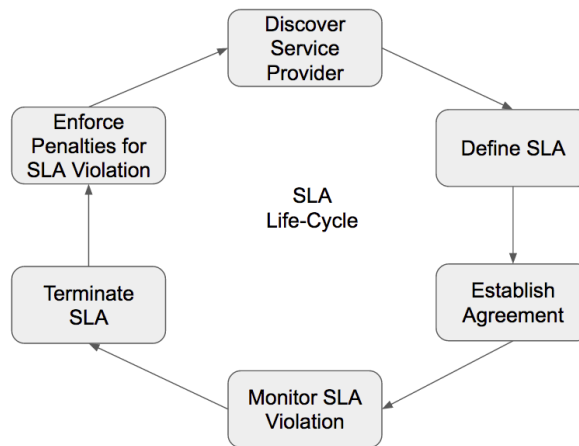 Discover
Service
Provider
Define SLA
Establish
Agreement
Monitor SLA
Violation
Terminate
SLA
Enforce
Penalties for
SLA Violation
SLA
Life-Cycle